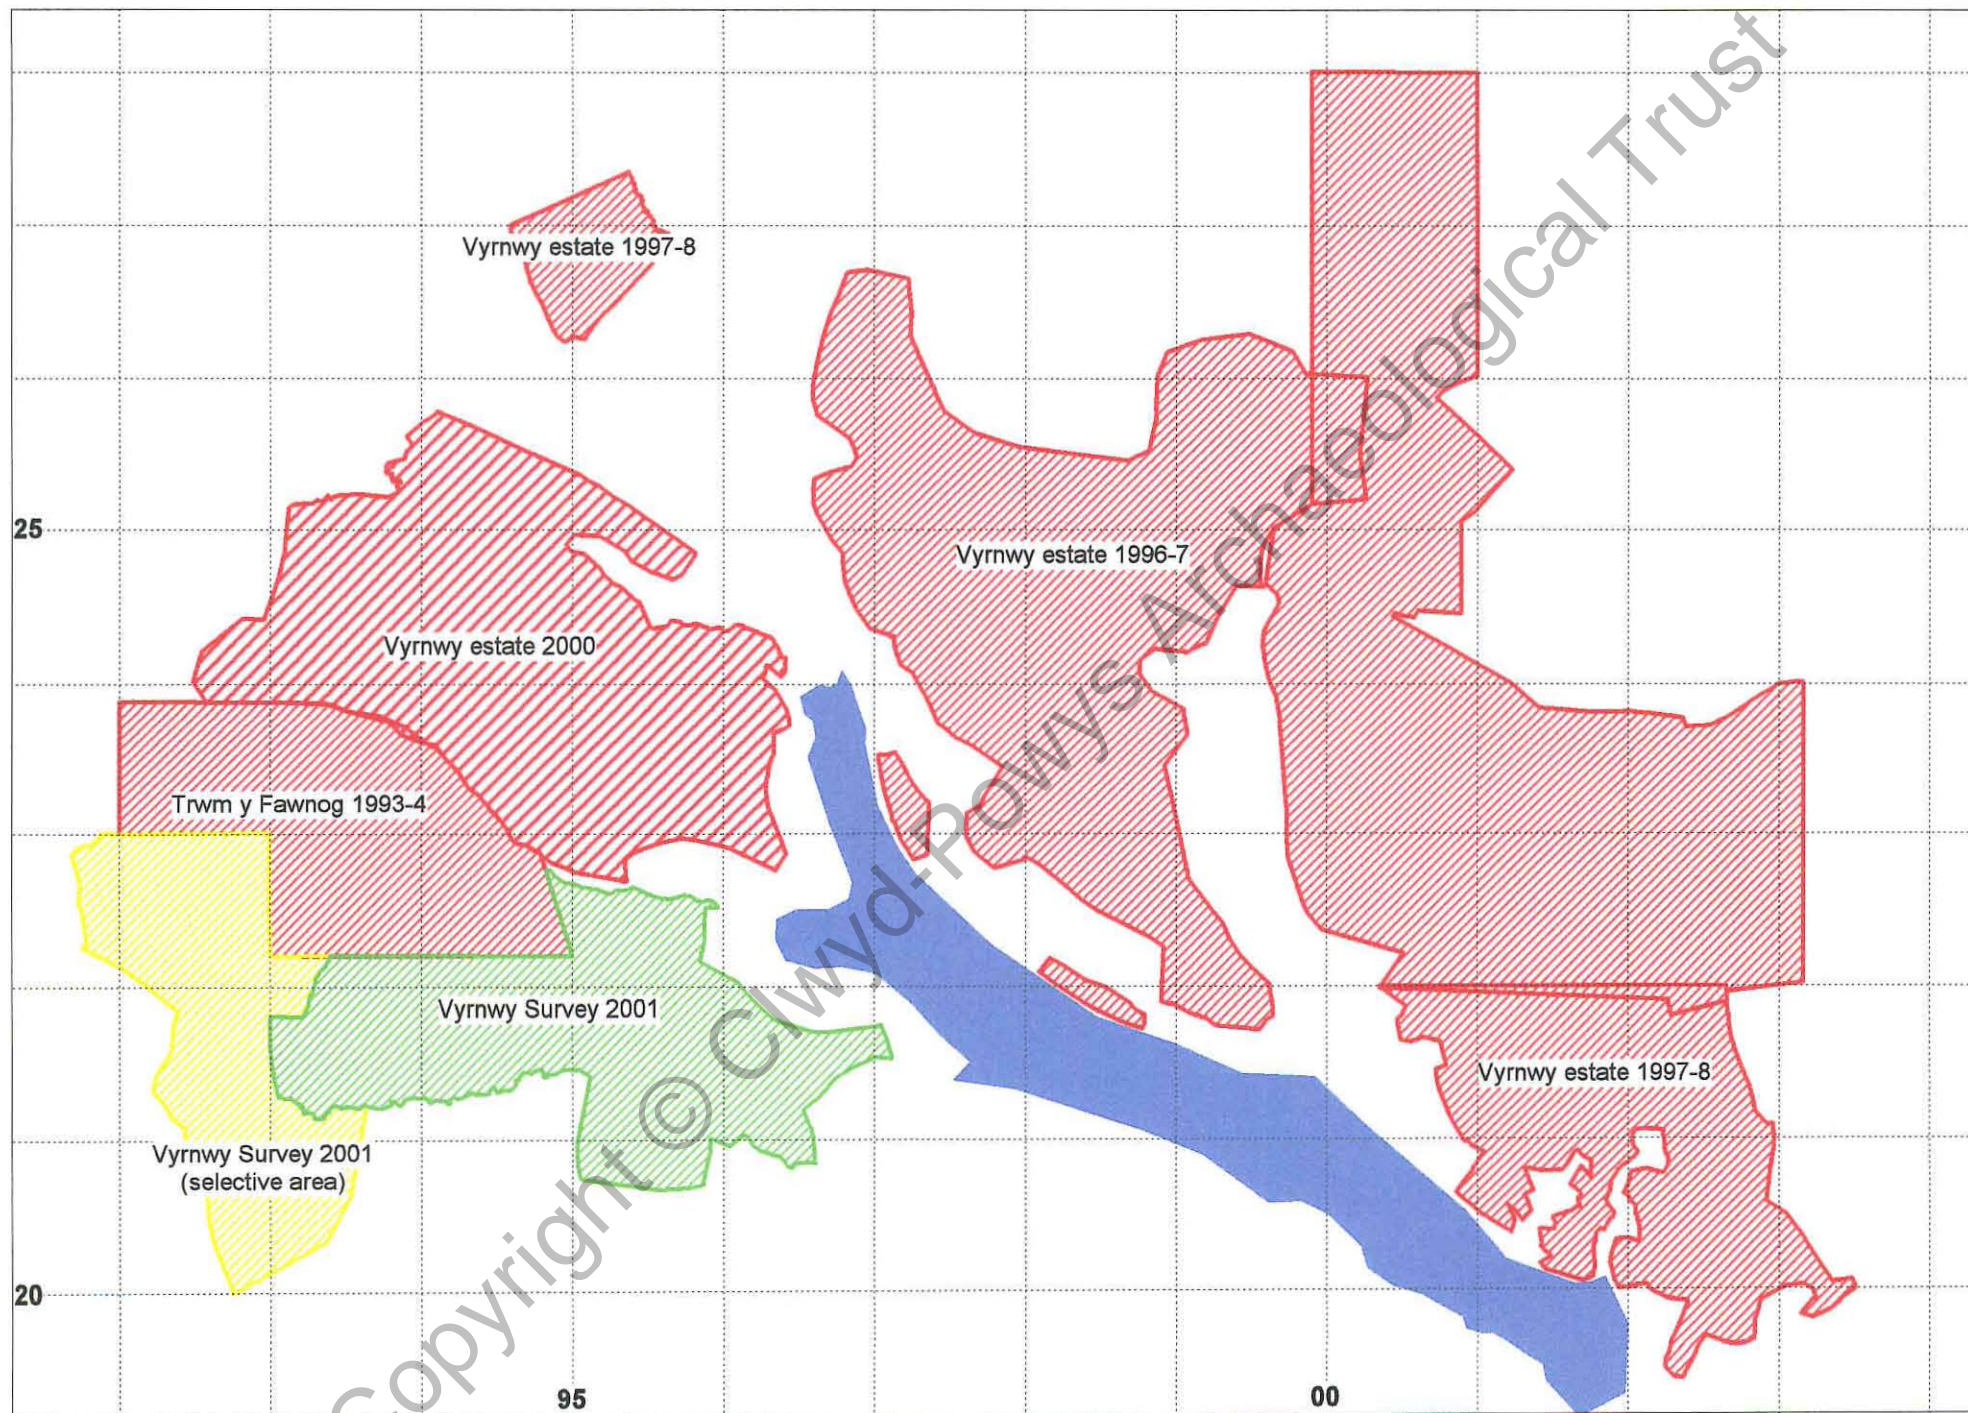 Vyrnwy estate 1997-8
25
Vyrnwy estate 1996-7
Vyrnwy estate 2000
Trwm y Fawnog 1993-4
Vyrnwy Survey 2001
Vyrnwy estate 1997-8
Vyrnwy Survey 2001
(selective area)
20
95
00
Copyright © Clwyd-Powys Archaeological Trust